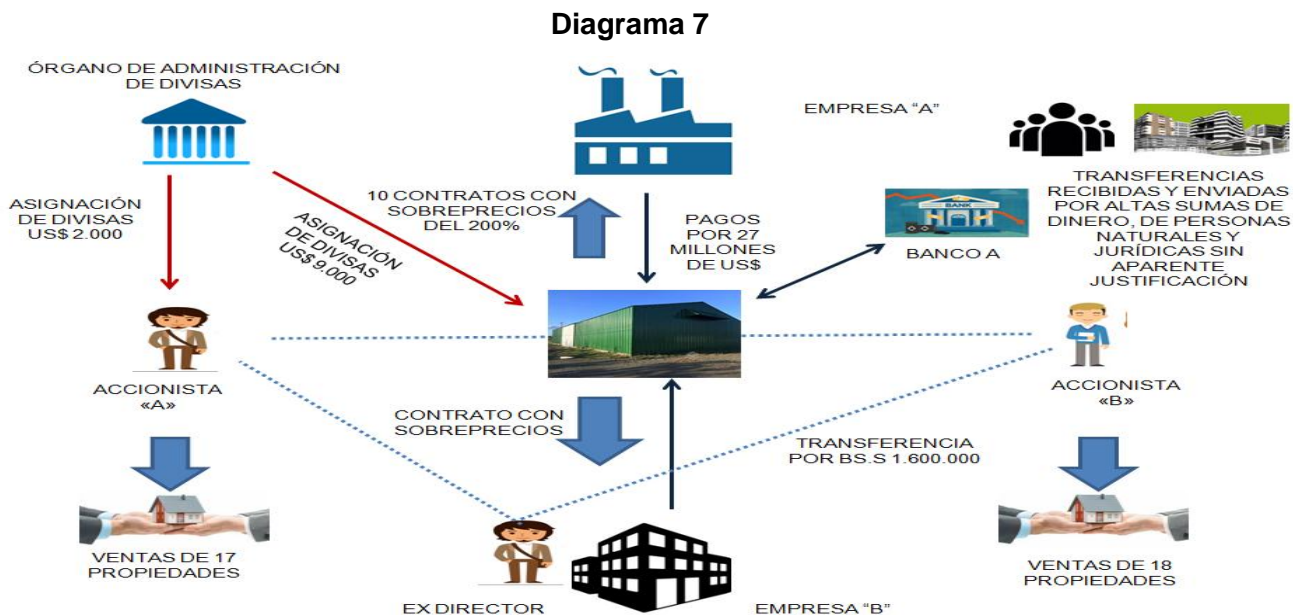 Diagrama 7
ÓRGANO DE ADMINISTRACIÓN
DE DIVISAS
EMPRESA “A”
ASIGNACIÓN
DE DIVISAS
US$ 2.000
ASIGNACIÓN
DE DIVISAS
US$ 9.000
10 CONTRATOS CON
SOBREPRECIOS
DEL 200%
PAGOS
POR 27
MILLONES
DE US$
BANK
BANCO A
TRANSFERENCIAS
RECIBIDAS Y ENVIADAS
POR ALTAS SUMAS DE
DINERO, DE PERSONAS
NATURALES Y
JURÍDICAS SIN
APARENTE
JUSTIFICACIÓN
ACCIONISTA
«A»
ACCIONISTA
«B»
CONTRATO CON
SOBREPRECIOS
TRANSFERENCIA
POR BS.S 1.600.000
VENTAS DE 17
PROPIEDADES
EX DIRECTOR
EMPRESA “B”
VENTAS DE 18
PROPIEDADES